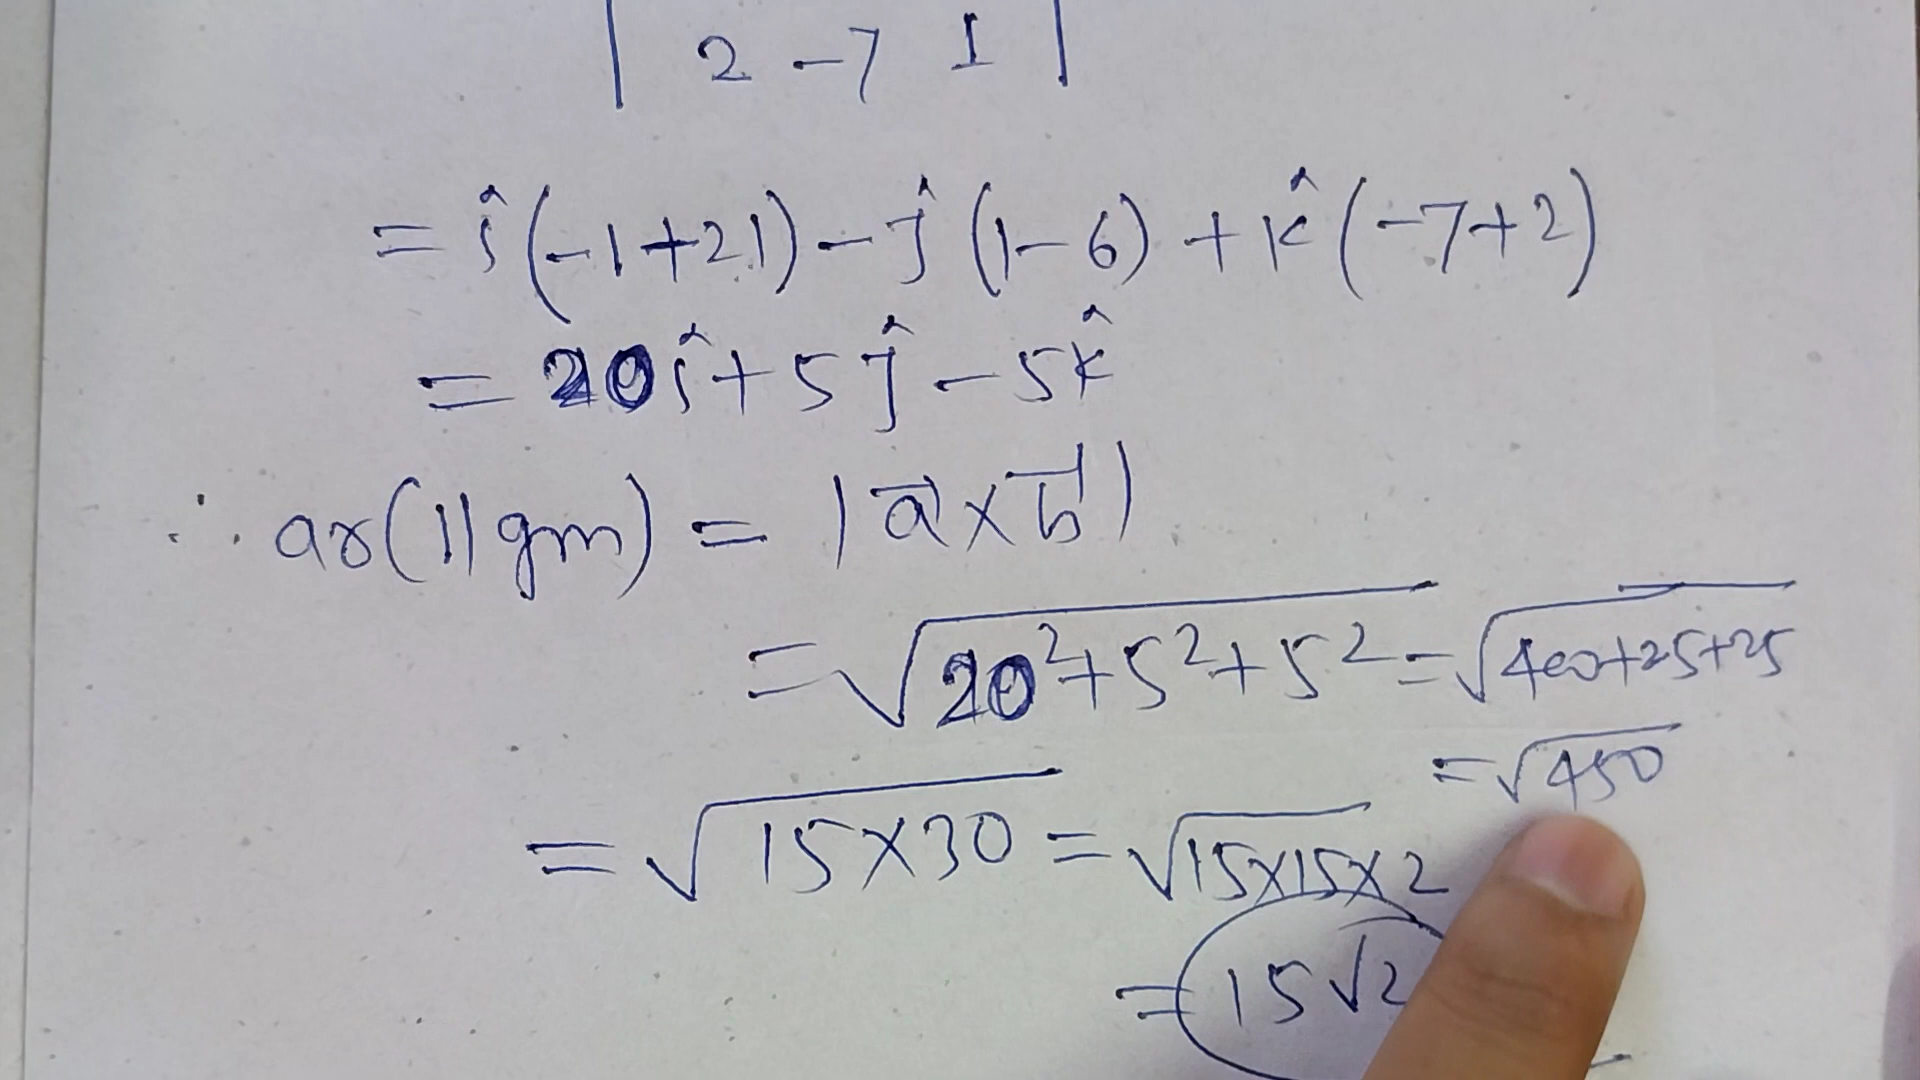 | 2 -7 1 |
= î(-1+21) - ĵ(1-6) + k̂(-7+2)
= 20î + 5ĵ - 5k̂
∴ ar(||gm) = |a⃗ × b⃗|
= √20²+5²+5² = √400+25+25
= √450
= √15×30 = √15×15×2
= 15√2